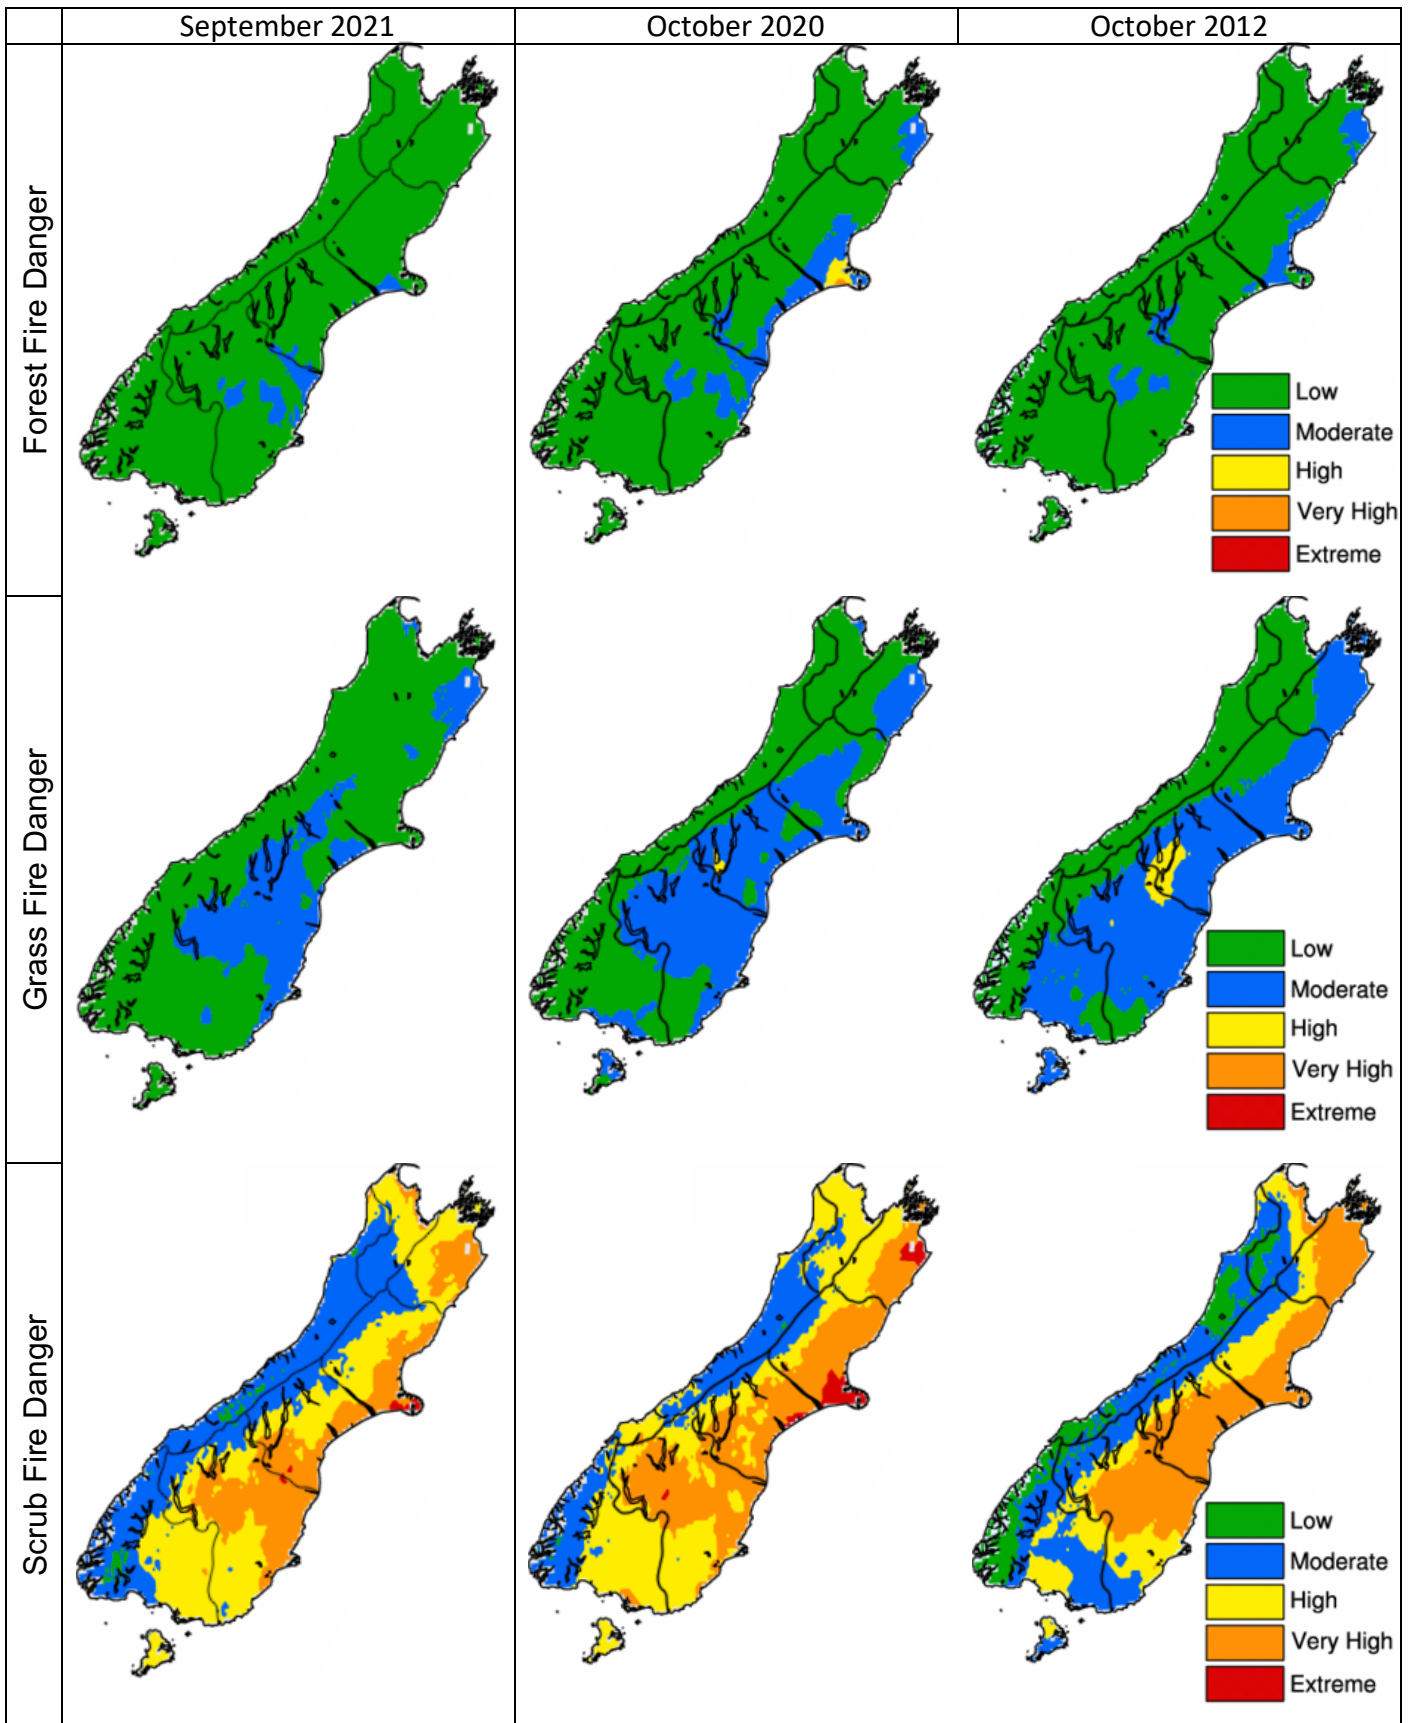 September 2021
October 2020
October 2012
Forest Fire Danger
Low
Moderate
High
Very High
Extreme
Grass Fire Danger
Low
Moderate
High
Very High
Extreme
Scrub Fire Danger
Low
Moderate
High
Very High
Extreme